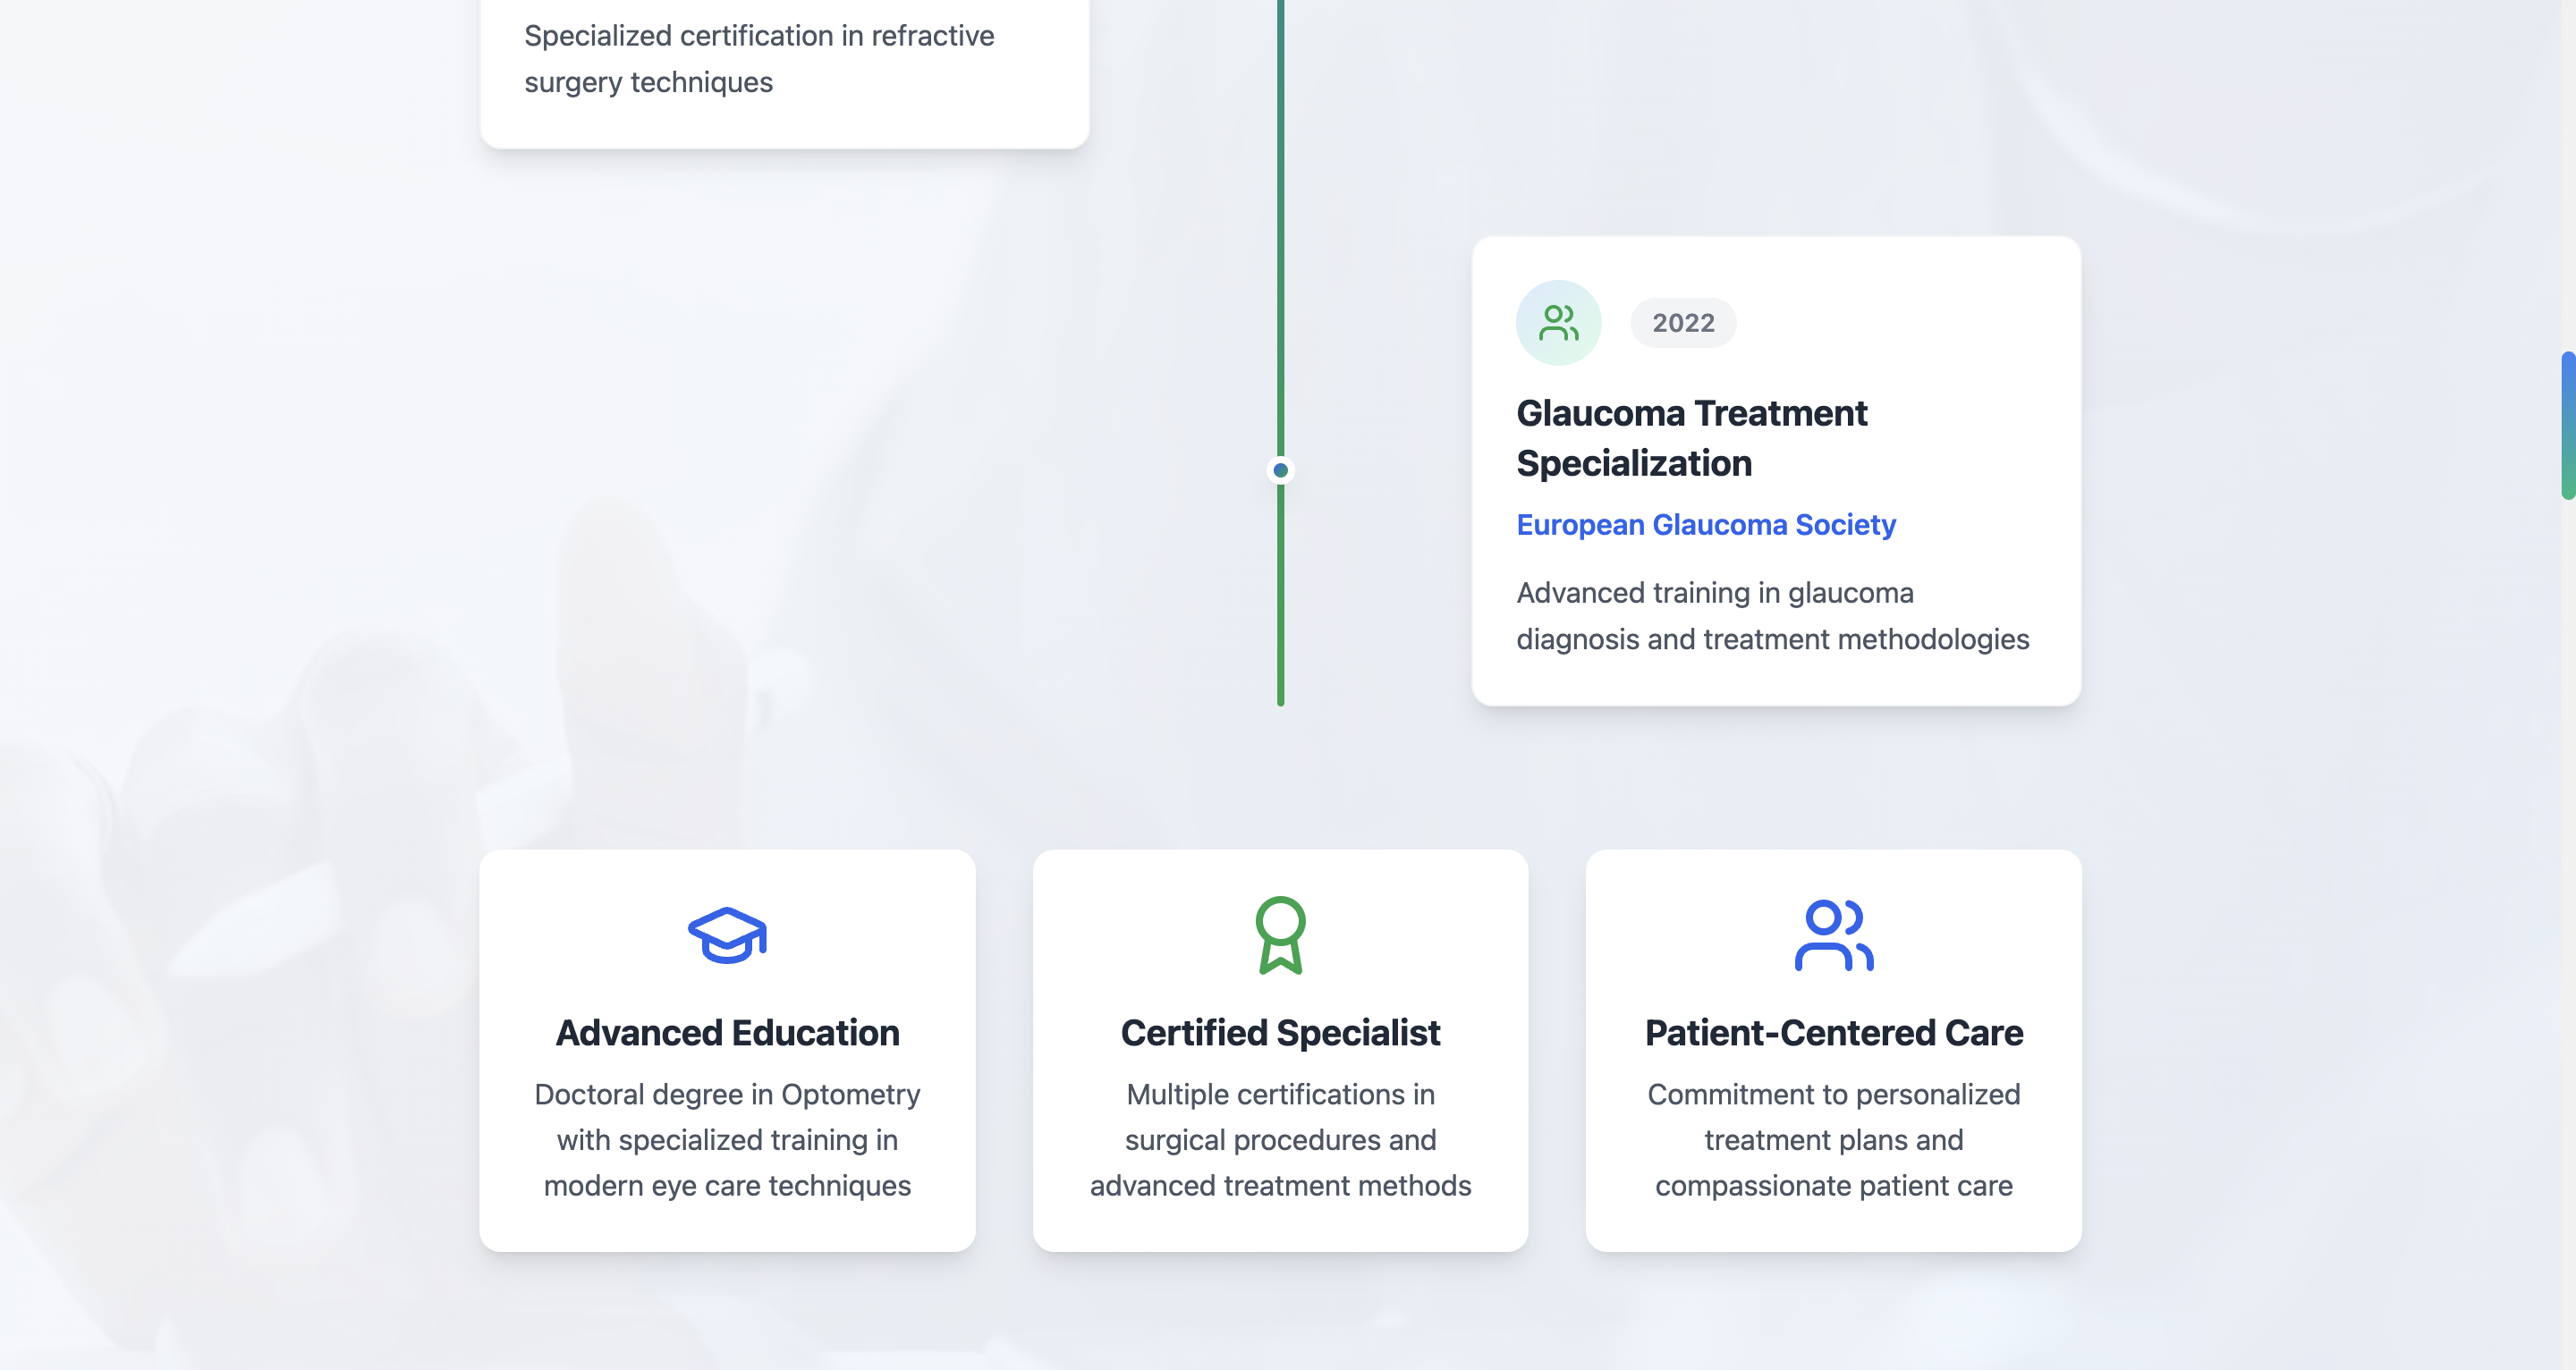 Specialized certification in refractive
surgery techniques
2022
Glaucoma Treatment
Specialization
European Glaucoma Society
Advanced training in glaucoma
diagnosis and treatment methodologies
Advanced Education
Doctoral degree in Optometry
with specialized training in
modern eye care techniques
Certified Specialist
Multiple certifications in
surgical procedures and
advanced treatment methods
Patient-Centered Care
Commitment to personalized
treatment plans and
compassionate patient care